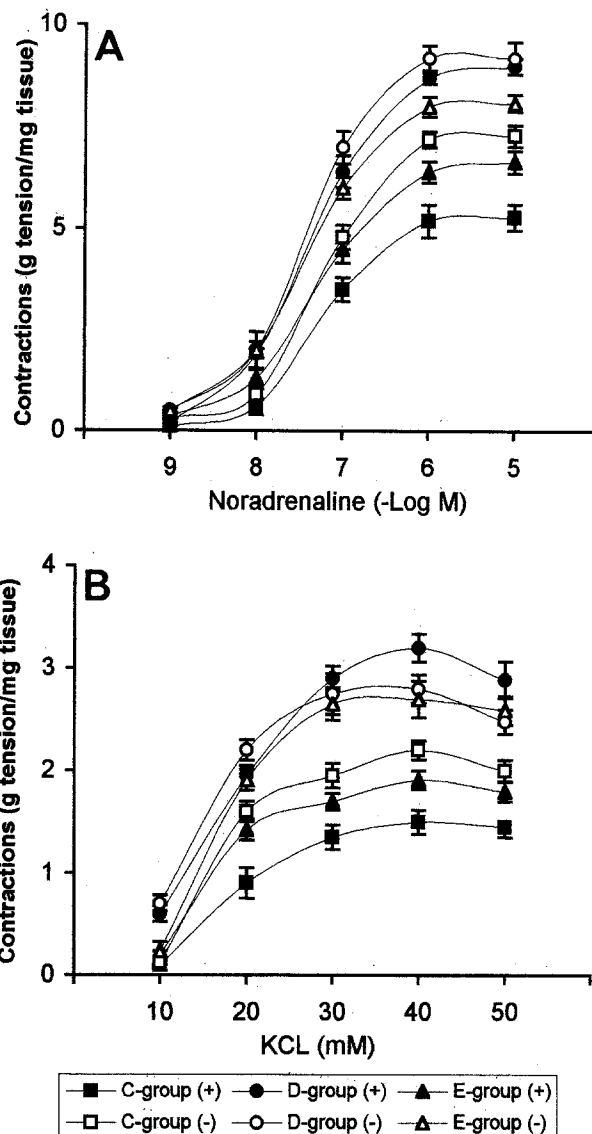 A
10
5
0
Contractions (g tension/mg tissue)
9 8 7 6 5
Noradrenaline (-Log M)
B
4
3
2
1
0
Contractions (g tension/mg tissue)
10 20 30 40 50
KCL (mM)
C-group (+) D-group (+) E-group (+)
C-group (-) D-group (-) E-group (-)